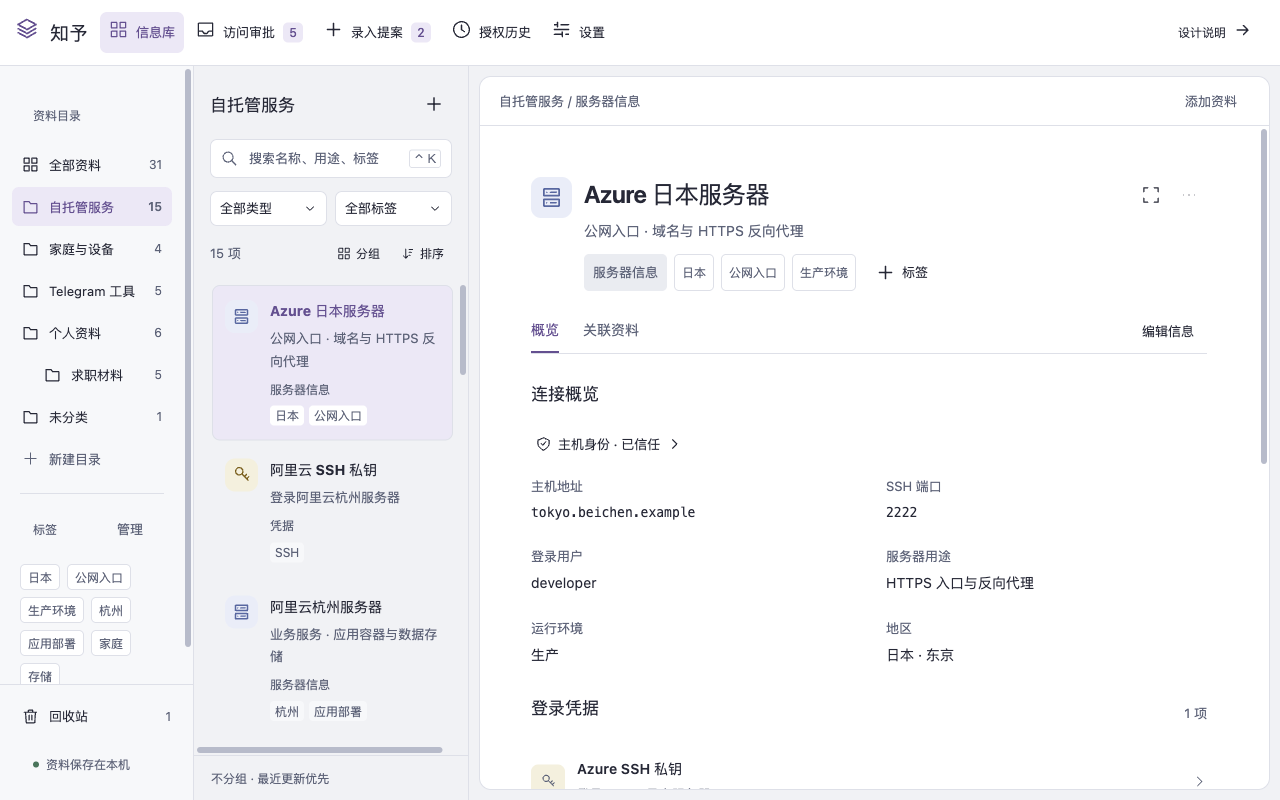 知予
信息库
访问审批 5
录入提案 2
授权历史
设置
设计说明
资料目录
全部资料 31
自托管服务 15
家庭与设备 4
Telegram 工具 5
个人资料 6
求职材料 5
未分类 1
新建目录
标签 管理
日本 公网入口
生产环境 杭州
应用部署 家庭
存储
回收站 1
资料保存在本机
自托管服务
搜索名称、用途、标签 ⌃ K
全部类型 全部标签
15 项 分组 排序
Azure 日本服务器
公网入口 · 域名与 HTTPS 反
向代理
服务器信息
日本 公网入口
阿里云 SSH 私钥
登录阿里云杭州服务器
凭据
SSH
阿里云杭州服务器
业务服务 · 应用容器与数据存
储
服务器信息
杭州 应用部署
不分组 · 最近更新优先
自托管服务 / 服务器信息 添加资料
Azure 日本服务器
公网入口 · 域名与 HTTPS 反向代理
服务器信息 日本 公网入口 生产环境 标签
概览 关联资料 编辑信息
连接概览
主机身份 · 已信任
主机地址 SSH 端口
tokyo.beichen.example 2222
登录用户 服务器用途
developer HTTPS 入口与反向代理
运行环境 地区
生产 日本 · 东京
登录凭据 1 项
Azure SSH 私钥